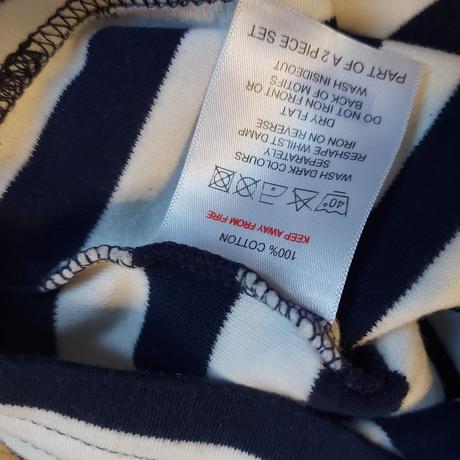 100% COTTON
KEEP AWAY FROM FIRE
40°
WASH DARK COLOURS
SEPARATELY
RESHAPE WHILST DAMP
IRON ON REVERSE
DRY FLAT
DO NOT IRON FRONT OR
BACK OF MOTIFS
WASH INSIDEOUT
PART OF A 2 PIECE SET